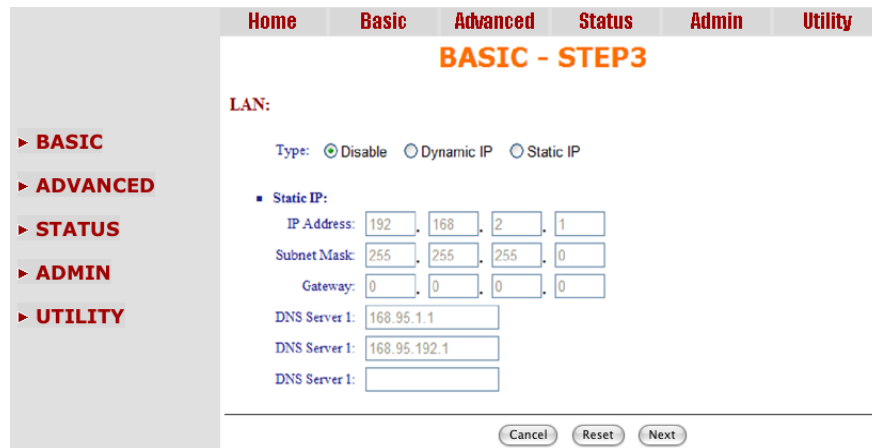 Home Basic Advanced Status Admin Utility
BASIC - STEP3
BASIC
ADVANCED
STATUS
ADMIN
UTILITY
LAN:
Type: Disable Dynamic IP Static IP
Static IP:
IP Address: 192 . 168 . 2 . 1
Subnet Mask: 255 . 255 . 255 . 0
Gateway: 0 . 0 . 0 . 0
DNS Server 1: 168.95.1.1
DNS Server 1: 168.95.192.1
DNS Server 1:
Cancel Reset Next